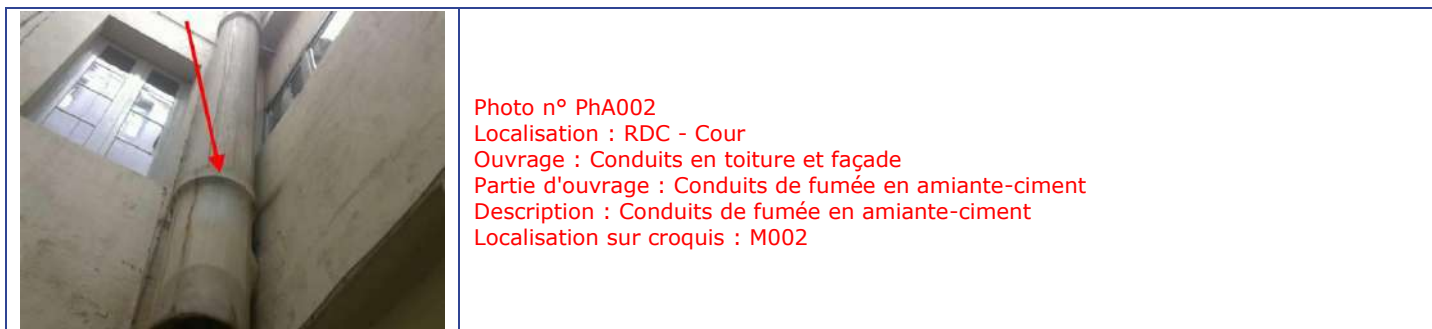 Photo n° PhA002
Localisation : RDC - Cour
Ouvrage : Conduits en toiture et façade
Partie d'ouvrage : Conduits de fumée en amiante-ciment
Description : Conduits de fumée en amiante-ciment
Localisation sur croquis : M002